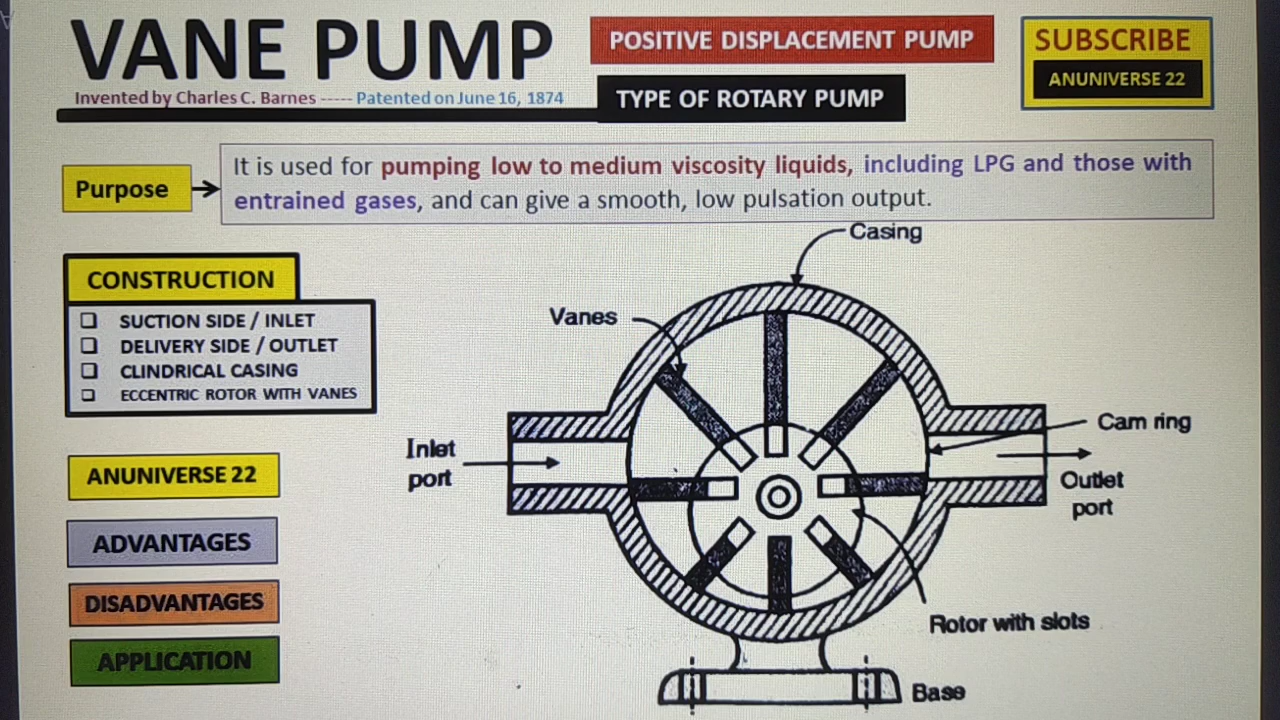 VANE PUMP
Invented by Charles C. Barnes ----- Patented on June 16, 1874
POSITIVE DISPLACEMENT PUMP
TYPE OF ROTARY PUMP
SUBSCRIBE
ANUNIVERSE 22
Purpose
It is used for pumping low to medium viscosity liquids, including LPG and those with
entrained gases, and can give a smooth, low pulsation output.
CONSTRUCTION
SUCTION SIDE / INLET
DELIVERY SIDE / OUTLET
CLINDRICAL CASING
ECCENTRIC ROTOR WITH VANES
ANUNIVERSE 22
ADVANTAGES
DISADVANTAGES
APPLICATION
Casing
Vanes
Inlet
port
Cam ring
Outlet
port
Rotor with slots
Base